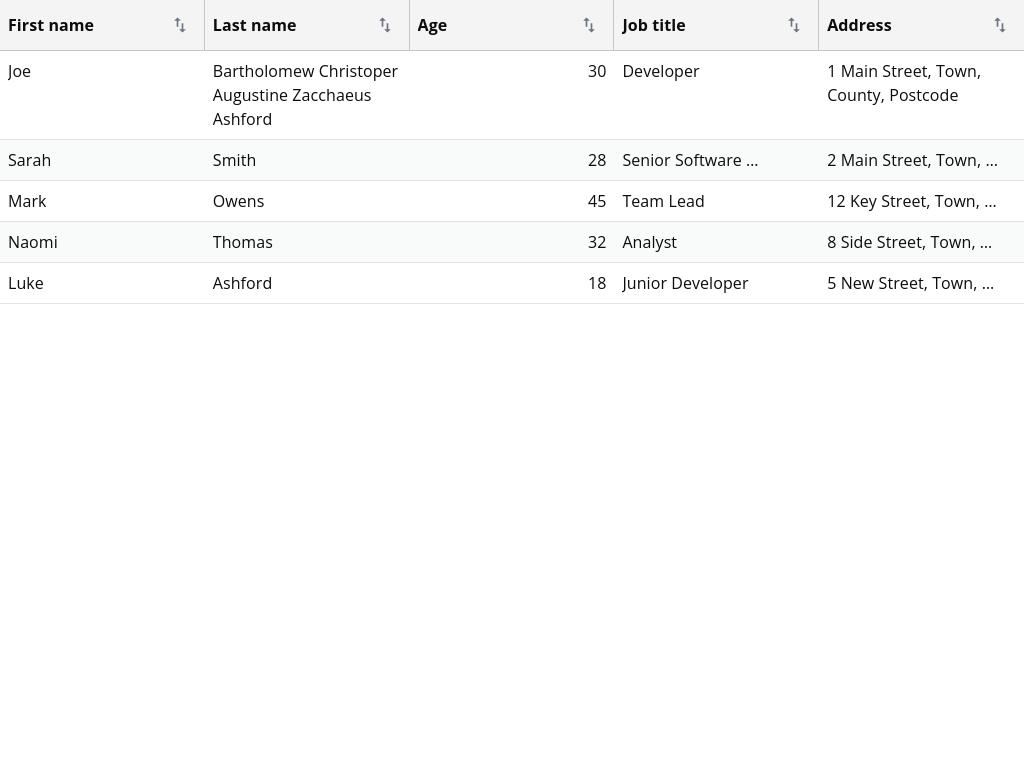 First name Last name Age Job title Address
Joe Bartholomew Christoper 30 Developer 1 Main Street, Town,
Augustine Zacchaeus County, Postcode
Ashford
Sarah Smith 28 Senior Software ... 2 Main Street, Town, ...
Mark Owens 45 Team Lead 12 Key Street, Town, ...
Naomi Thomas 32 Analyst 8 Side Street, Town, ...
Luke Ashford 18 Junior Developer 5 New Street, Town, ...